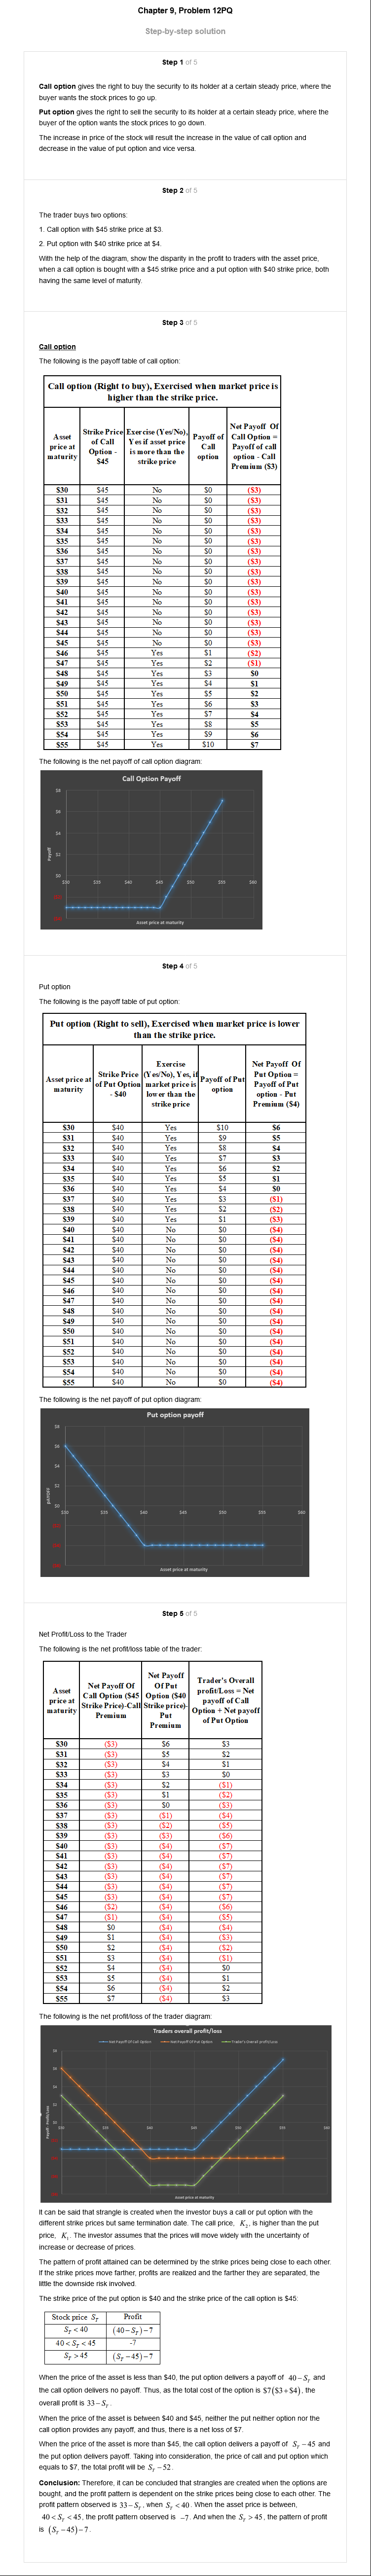 Chapter 9, Problem 12PQ
Step-by-step solution
Step 1 of 5
Call option gives the right to buy the security to its holder at a certain steady price, where the
buyer wants the stock prices to go up.
Put option gives the right to sell the security to its holder at a certain steady price, where the
buyer of the option wants the stock prices to go down.
The increase in price of the stock will result the increase in the value of call option and
decrease in the value of put option and vice versa.
Step 2 of 5
The trader buys two options:
1. Call option with $45 strike price at $3.
2. Put option with $40 strike price at $4.
With the help of the diagram, show the disparity in the profit to traders with the asset price,
when a call option is bought with a $45 strike price and a put option with $40 strike price, both
having the same level of maturity.
Step 3 of 5
Call option
The following is the payoff table of call option:
Call option (Right to buy), Exercised when market price is
higher than the strike price.
Asset price at maturity | Strike Price of Call Option - $45 | Exercise (Yes/No), Yes if asset price is more than the strike price | Payoff of Call option | Net Payoff Of Call Option = Payoff of call option - Call Premium ($3)
$30 $45 No $0 ($3)
$31 $45 No $0 ($3)
$32 $45 No $0 ($3)
$33 $45 No $0 ($3)
$34 $45 No $0 ($3)
$35 $45 No $0 ($3)
$36 $45 No $0 ($3)
$37 $45 No $0 ($3)
$38 $45 No $0 ($3)
$39 $45 No $0 ($3)
$40 $45 No $0 ($3)
$41 $45 No $0 ($3)
$42 $45 No $0 ($3)
$43 $45 No $0 ($3)
$44 $45 No $0 ($3)
$45 $45 No $0 ($3)
$46 $45 Yes $1 ($2)
$47 $45 Yes $2 ($1)
$48 $45 Yes $3 $0
$49 $45 Yes $4 $1
$50 $45 Yes $5 $2
$51 $45 Yes $6 $3
$52 $45 Yes $7 $4
$53 $45 Yes $8 $5
$54 $45 Yes $9 $6
$55 $45 Yes $10 $7
The following is the net payoff of call option diagram:
Call Option Payoff
$8
$6
$4
$2
$0
$30 $35 $40 $45 $50 $55 $60
Payoff
Asset price at maturity
Step 4 of 5
Put option
The following is the payoff table of put option:
Put option (Right to sell), Exercised when market price is lower
than the strike price.
Asset price at maturity | Strike Price of Put Option - $40 | Exercise (Yes/No), Yes, if market price is lower than the strike price | Payoff of Put option | Net Payoff Of Put Option = Payoff of Put option - Put Premium ($4)
$30 $40 Yes $10 $6
$31 $40 Yes $9 $5
$32 $40 Yes $8 $4
$33 $40 Yes $7 $3
$34 $40 Yes $6 $2
$35 $40 Yes $5 $1
$36 $40 Yes $4 $0
$37 $40 Yes $3 ($1)
$38 $40 Yes $2 ($2)
$39 $40 Yes $1 ($3)
$40 $40 No $0 ($4)
$41 $40 No $0 ($4)
$42 $40 No $0 ($4)
$43 $40 No $0 ($4)
$44 $40 No $0 ($4)
$45 $40 No $0 ($4)
$46 $40 No $0 ($4)
$47 $40 No $0 ($4)
$48 $40 No $0 ($4)
$49 $40 No $0 ($4)
$50 $40 No $0 ($4)
$51 $40 No $0 ($4)
$52 $40 No $0 ($4)
$53 $40 No $0 ($4)
$54 $40 No $0 ($4)
$55 $40 No $0 ($4)
The following is the net payoff of put option diagram:
Put option payoff
$8
$6
$4
$2
$0
$30 $35 $40 $45 $50 $55 $60
Asset price at maturity
Step 5 of 5
Net Profit/Loss to the Trader
The following is the net profit/loss table of the trader:
Asset price at maturity | Net Payoff Of Call Option ($45 Strike Price)-Call Premium | Net Payoff Of Put Option ($40 Strike price)- Put Premium | Trader's Overall profit/Loss = Net payoff of Call Option + Net payoff of Put Option
$30 ($3) $6 $3
$31 ($3) $5 $2
$32 ($3) $4 $1
$33 ($3) $3 $0
$34 ($3) $2 ($1)
$35 ($3) $1 ($2)
$36 ($3) $0 ($3)
$37 ($3) ($1) ($4)
$38 ($3) ($2) ($5)
$39 ($3) ($3) ($6)
$40 ($3) ($4) ($7)
$41 ($3) ($4) ($7)
$42 ($3) ($4) ($7)
$43 ($3) ($4) ($7)
$44 ($3) ($4) ($7)
$45 ($3) ($4) ($7)
$46 ($2) ($4) ($6)
$47 ($1) ($4) ($5)
$48 $0 ($4) ($4)
$49 $1 ($4) ($3)
$50 $2 ($4) ($2)
$51 $3 ($4) ($1)
$52 $4 ($4) $0
$53 $5 ($4) $1
$54 $6 ($4) $2
$55 $7 ($4) $3
The following is the net profit/loss of the trader diagram:
Traders overall profit/loss
Asset price at maturity
It can be said that strangle is created when the investor buys a call or put option with the
different strike prices but same termination date. The call price, K₂, is higher than the put
price, K₁. The investor assumes that the prices will move widely with the uncertainty of
increase or decrease of prices.
The pattern of profit attained can be determined by the strike prices being close to each other.
If the strike prices move farther, profits are realized and the farther they are separated, the
little the downside risk involved.
The strike price of the put option is $40 and the strike price of the call option is $45:
Stock price S_T | Profit
S_T < 40 | (40 − S_T) − 7
40 < S_T < 45 | -7
S_T > 45 | (S_T − 45) − 7
When the price of the asset is less than $40, the put option delivers a payoff of 40 − S_T and
the call option delivers no payoff. Thus, as the total cost of the option is $7($3+$4), the
overall profit is 33 − S_T.
When the price of the asset is between $40 and $45, neither the put option neither nor the
call option provides any payoff, and thus, there is a net loss of $7.
When the price of the asset is more than $45, the call option delivers a payoff of S_T − 45 and
the put option delivers payoff. Taking into consideration, the price of call and put option which
equals to $7, the total profit will be S_T − 52.
Conclusion: Therefore, it can be concluded that strangles are created when the options are
bought, and the profit pattern is dependent on the strike prices being close to each other. The
profit pattern observed is 33 − S_T, when S_T < 40. When the asset price is between,
40 < S_T < 45, the profit pattern observed is −7. And when the S_T > 45, the pattern of profit
is (S_T − 45) − 7.